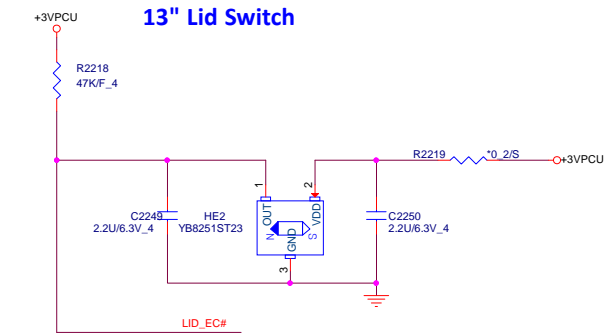 13" Lid Switch
+3VPCU
R2218
47K/F_4
R2219
*0_2/S
+3VPCU
1
2
OUT
VDD
C2249
2.2U/6.3V_4
HE2
YB8251ST23
N
S
GND
C2250
2.2U/6.3V_4
3
LID_EC#